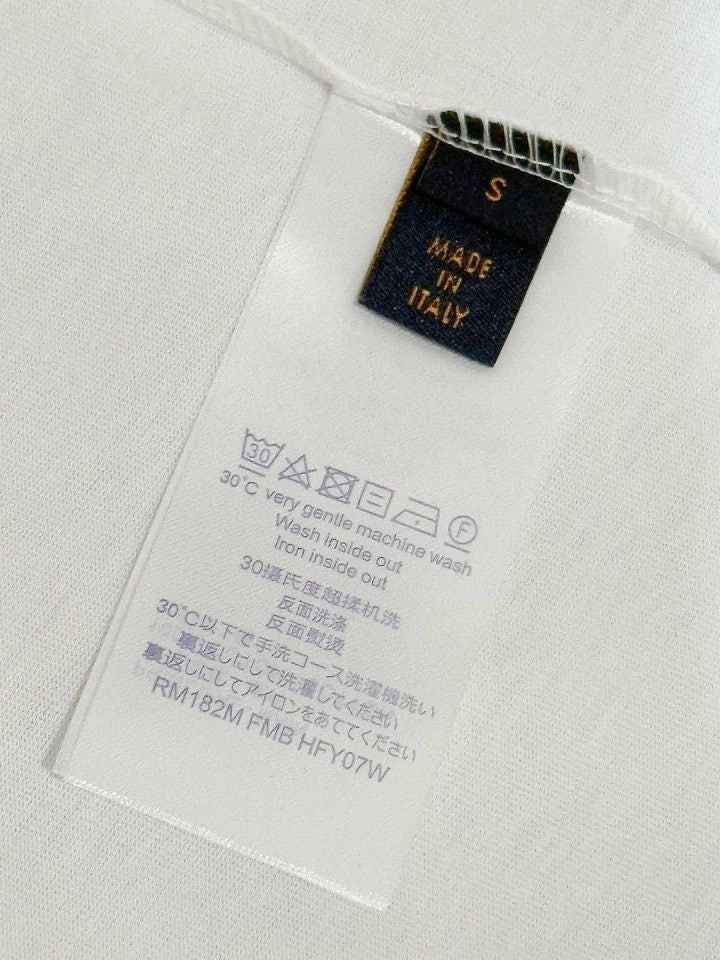 S
MADE
IN
ITALY
30
F
30°C very gentle machine wash
Wash inside out
Iron inside out
30攝氏度超揉机洗
反面洗涤
反面熨烫
30°C以下で手洗コース洗濯機洗い
裏返しにして洗濯してください
裏返しにしてアイロンをあててください
RM182M FMB HFY07W